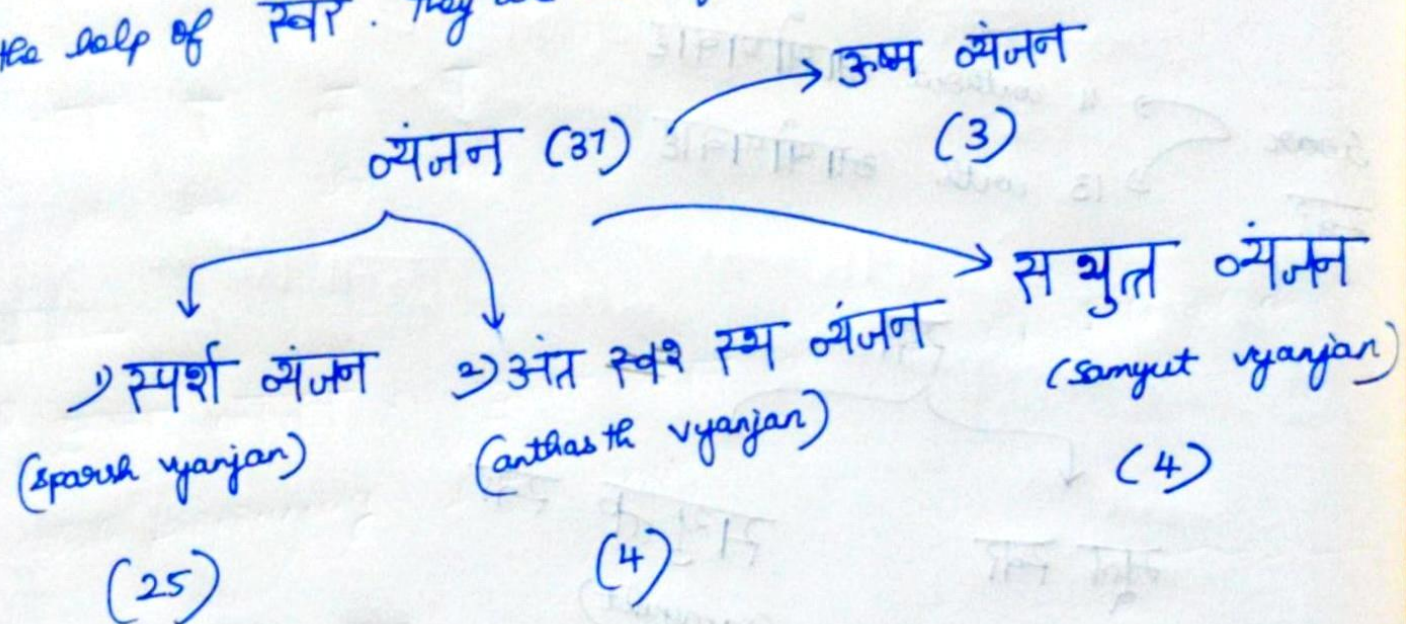 the help of स्वर. They
ऊष्म व्यंजन
(3)
व्यंजन (37)
सयुत्त व्यंजन
(samyut vyanjan)
(4)
1) स्पर्श व्यंजन
(sparsh vyanjan)
(25)
2) अंत स्वर स्थ व्यंजन
(anthasth vyanjan)
(4)